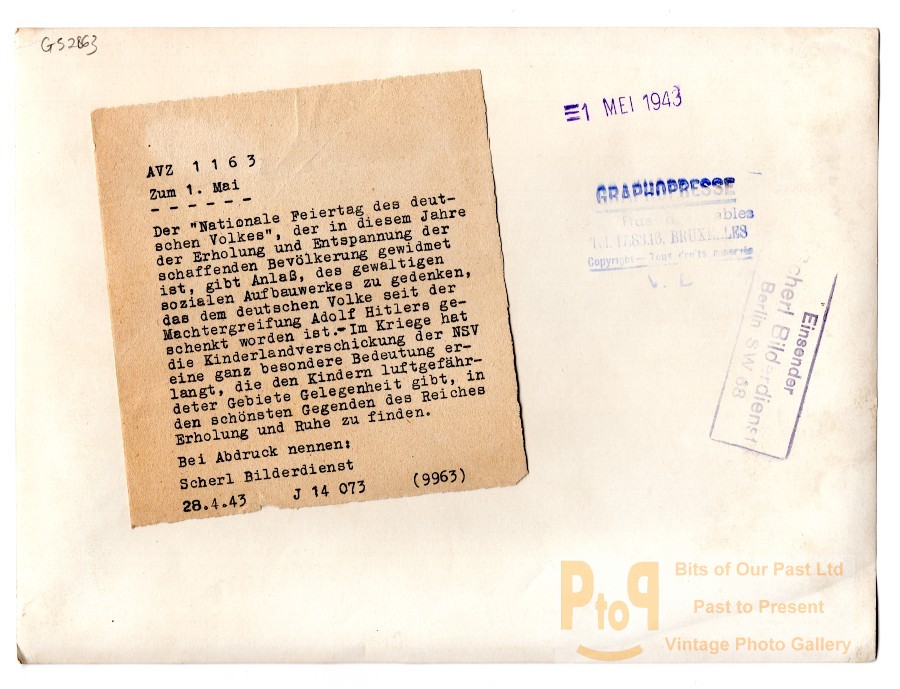 GS2863
AVZ 1163
Zum 1. Mai
Der "Nationale Feiertag des deut-
schen Volkes", der in diesem Jahre
der Erholung und Entspannung der
schaffenden Bevölkerung gewidmet
ist, gibt Anlaß, des gewaltigen
sozialen Aufbauwerkes zu gedenken,
das dem deutschen Volke seit der
Machtergreifung Adolf Hitlers ge-
schenkt worden ist.- Im Kriege hat
die Kinderlandverschickung der NSV
eine ganz besondere Bedeutung er-
langt, die den Kindern luftgefähr-
deter Gebiete Gelegenheit gibt, in
den schönsten Gegenden des Reiches
Erholung und Ruhe zu finden.
Bei Abdruck nennen:
Scherl Bilderdienst
28.4.43 J 14 073 (9963)
1 MEI 1943
GRAPHOPRESSE
BRUXELLES
Copyright — Tous droits
Einsender
Scherl Bilderdienst
Berlin SW 68
PtoP
Bits of Our Past Ltd
Past to Present
Vintage Photo Gallery